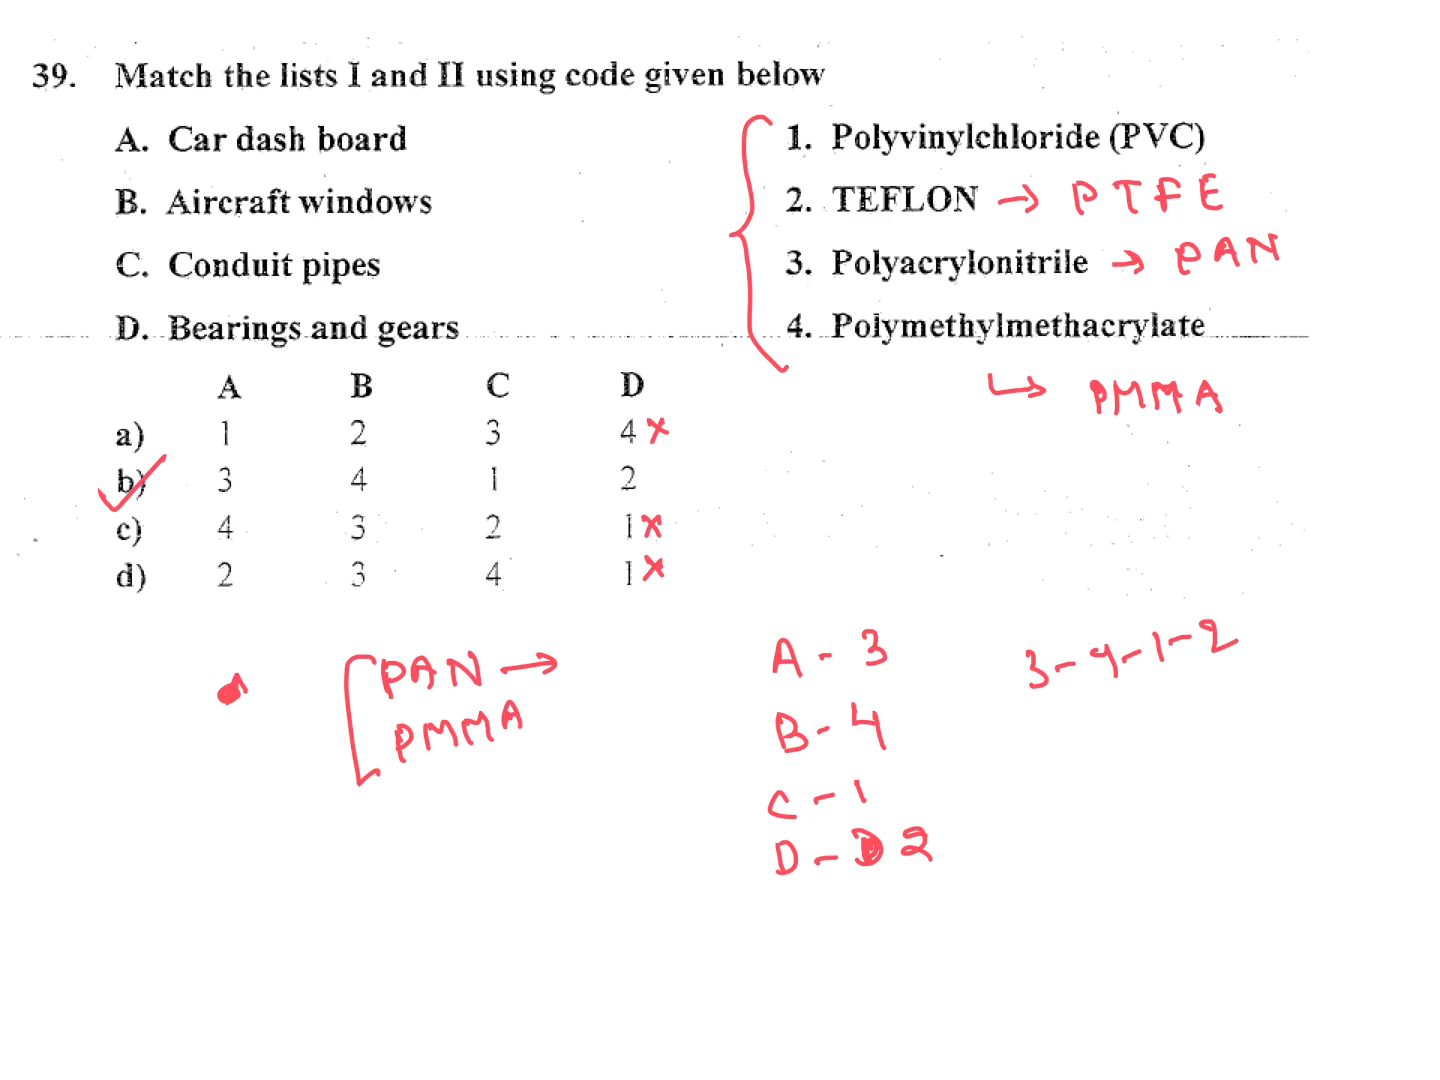 39. Match the lists I and II using code given below
A. Car dash board 1. Polyvinylchloride (PVC)
B. Aircraft windows 2. TEFLON → PTFE
C. Conduit pipes 3. Polyacrylonitrile → PAN
D. Bearings and gears 4. Polymethylmethacrylate
↳ PMMA
A B C D
a) 1 2 3 4 x
b) 3 4 1 2
c) 4 3 2 1 x
d) 2 3 4 1 x
PAN →
PMMA
A - 3 3-4-1-2
B - 4
C - 1
D - 2